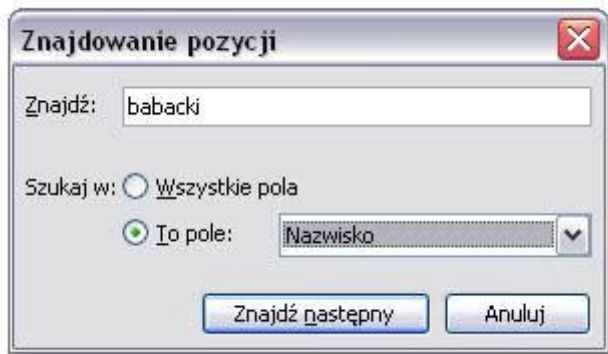 Znajdowanie pozycji
Znajdź: babacki
Szukaj w: Wszystkie pola
To pole: Nazwisko
Znajdź następny Anuluj